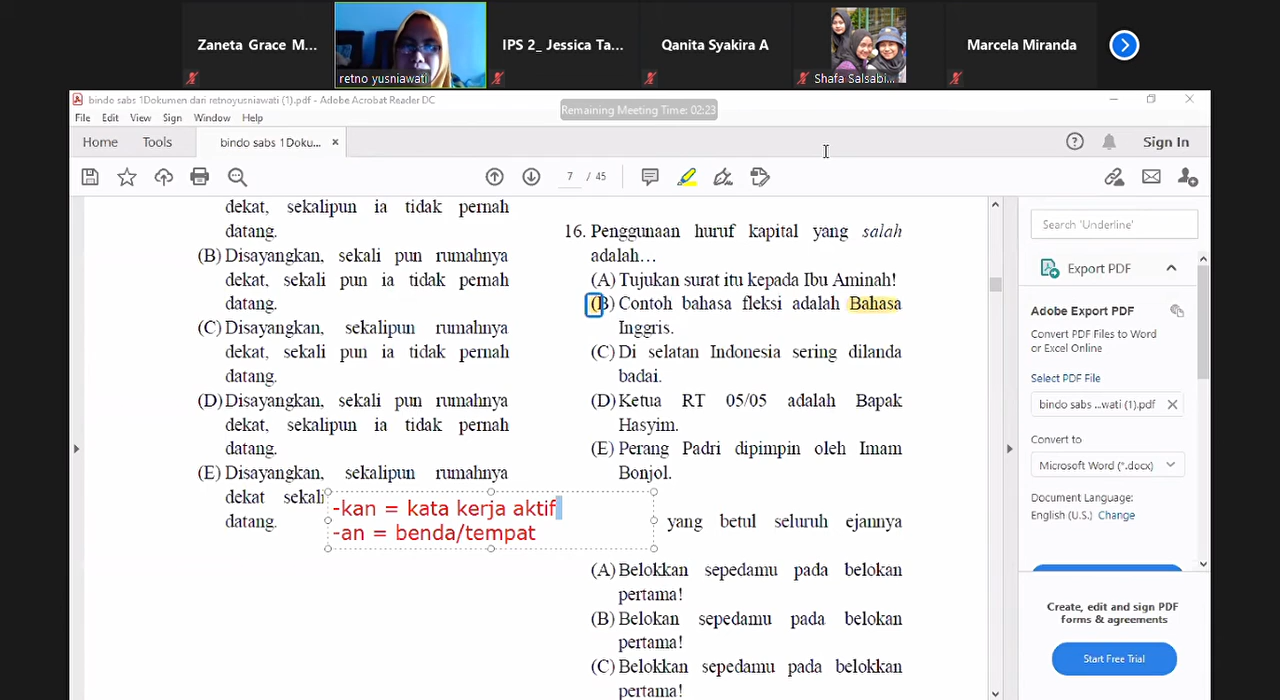 Zaneta Grace M...
retno yusniawati
IPS 2_ Jessica Ta...
Qanita Syakira A
Shafa Salsabi...
Marcela Miranda
bindo sabs 1Dokumen dari retnoyusniawati (1).pdf - Adobe Acrobat Reader DC
Remaining Meeting Time: 02:23
File Edit View Sign Window Help
Home Tools bindo sabs 1Doku... × Sign In
7 / 45
dekat, sekalipun ia tidak pernah
datang.
(B) Disayangkan, sekali pun rumahnya
dekat, sekalipun ia tidak pernah
datang.
(C) Disayangkan, sekalipun rumahnya
dekat, sekali pun ia tidak pernah
datang.
(D) Disayangkan, sekali pun rumahnya
dekat, sekalipun ia tidak pernah
datang.
(E) Disayangkan, sekalipun rumahnya
dekat sekali
datang.
-kan = kata kerja aktif
-an = benda/tempat
16. Penggunaan huruf kapital yang salah
adalah…
(A) Tujukan surat itu kepada Ibu Aminah!
(B) Contoh bahasa fleksi adalah Bahasa
Inggris.
(C) Di selatan Indonesia sering dilanda
badai.
(D) Ketua RT 05/05 adalah Bapak
Hasyim.
(E) Perang Padri dipimpin oleh Imam
Bonjol.
yang betul seluruh ejannya
(A) Belokkan sepedamu pada belokan
pertama!
(B) Belokan sepedamu pada belokan
pertama!
(C) Belokkan sepedamu pada belokkan
pertama!
Search 'Underline'
Export PDF
Adobe Export PDF
Convert PDF Files to Word
or Excel Online
Select PDF File
bindo sabs ...wati (1).pdf
Convert to
Microsoft Word (*.docx)
Document Language:
English (U.S.) Change
Create, edit and sign PDF
forms & agreements
Start Free Trial